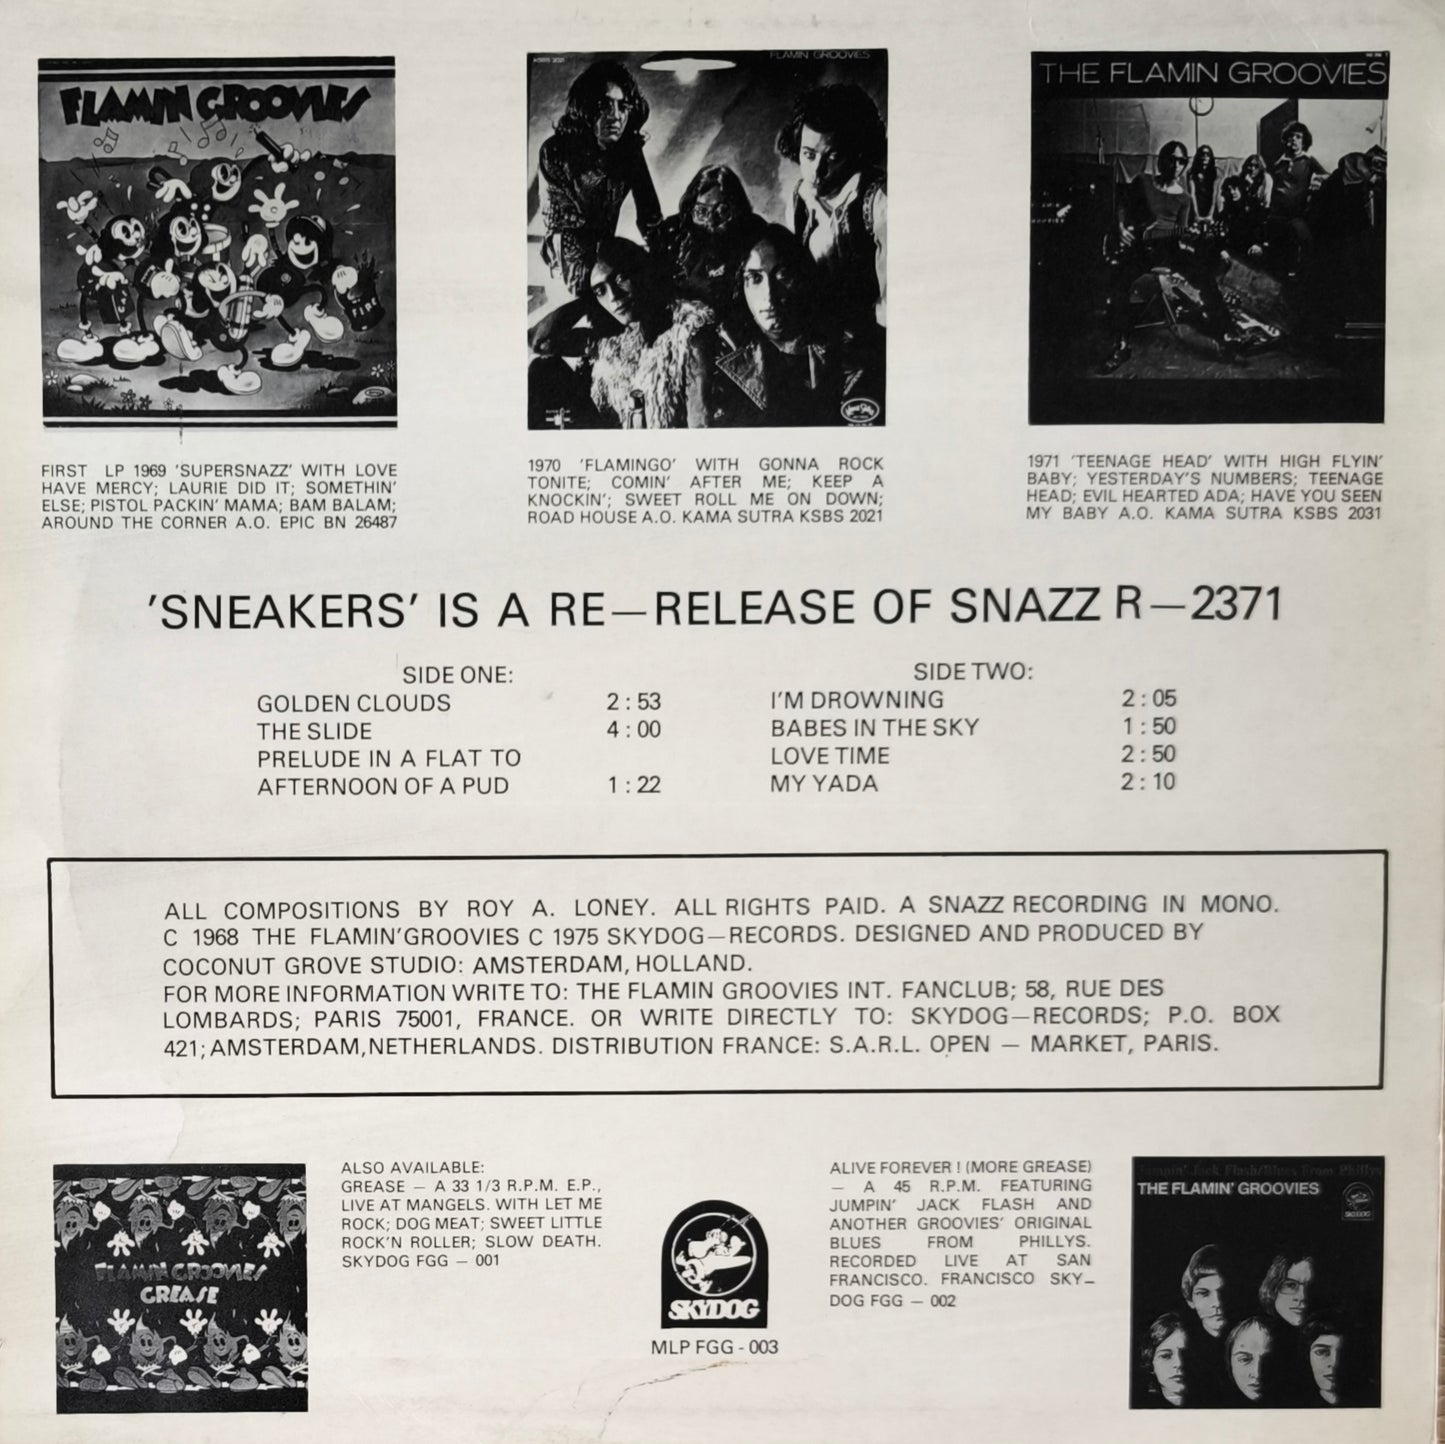 FLAMIN GROOVIES
FIRE
KSBS 2021
FLAMIN GROOVIES
THE FLAMIN GROOVIES
FIRST LP 1969 'SUPERSNAZZ' WITH LOVE
HAVE MERCY; LAURIE DID IT; SOMETHIN'
ELSE; PISTOL PACKIN' MAMA; BAM BALAM;
AROUND THE CORNER A.O. EPIC BN 26487
1970 'FLAMINGO' WITH GONNA ROCK
TONITE; COMIN' AFTER ME; KEEP A
KNOCKIN'; SWEET ROLL ME ON DOWN;
ROAD HOUSE A.O. KAMA SUTRA KSBS 2021
1971 'TEENAGE HEAD' WITH HIGH FLYIN'
BABY; YESTERDAY'S NUMBERS; TEENAGE
HEAD; EVIL HEARTED ADA; HAVE YOU SEEN
MY BABY A.O. KAMA SUTRA KSBS 2031
'SNEAKERS' IS A RE—RELEASE OF SNAZZ R—2371
SIDE ONE:
GOLDEN CLOUDS 2 : 53
THE SLIDE 4 : 00
PRELUDE IN A FLAT TO
AFTERNOON OF A PUD 1 : 22
SIDE TWO:
I'M DROWNING 2 : 05
BABES IN THE SKY 1 : 50
LOVE TIME 2 : 50
MY YADA 2 : 10
ALL COMPOSITIONS BY ROY A. LONEY. ALL RIGHTS PAID. A SNAZZ RECORDING IN MONO.
C 1968 THE FLAMIN'GROOVIES C 1975 SKYDOG—RECORDS. DESIGNED AND PRODUCED BY
COCONUT GROVE STUDIO: AMSTERDAM, HOLLAND.
FOR MORE INFORMATION WRITE TO: THE FLAMIN GROOVIES INT. FANCLUB; 58, RUE DES
LOMBARDS; PARIS 75001, FRANCE. OR WRITE DIRECTLY TO: SKYDOG—RECORDS; P.O. BOX
421; AMSTERDAM, NETHERLANDS. DISTRIBUTION FRANCE: S.A.R.L. OPEN — MARKET, PARIS.
FLAMIN GROOVIES
GREASE
ALSO AVAILABLE:
GREASE — A 33 1/3 R.P.M. E.P.,
LIVE AT MANGELS. WITH LET ME
ROCK; DOG MEAT; SWEET LITTLE
ROCK'N ROLLER; SLOW DEATH.
SKYDOG FGG — 001
SKYDOG
MLP FGG - 003
ALIVE FOREVER ! (MORE GREASE)
— A 45 R.P.M. FEATURING
JUMPIN' JACK FLASH AND
ANOTHER GROOVIES' ORIGINAL
BLUES FROM PHILLYS.
RECORDED LIVE AT SAN
FRANCISCO. FRANCISCO SKY—
DOG FGG — 002
Jumpin' Jack Flash/Blues From Phillys
THE FLAMIN' GROOVIES
SKYDOG